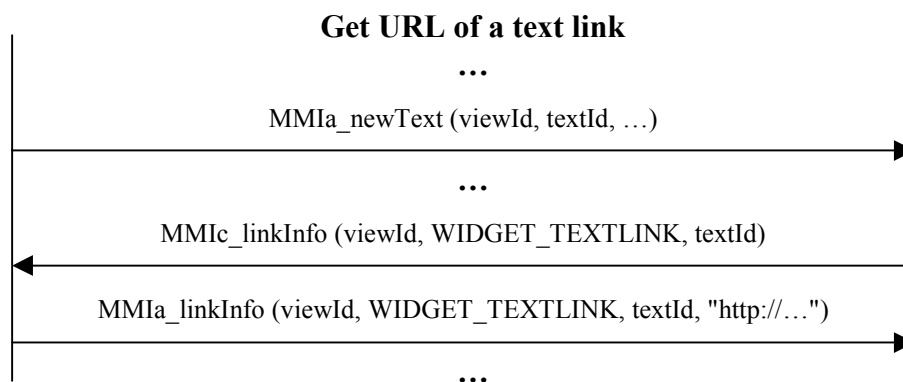 Get URL of a text link
…
MMIa_newText (viewId, textId, …)
…
MMIc_linkInfo (viewId, WIDGET_TEXTLINK, textId)
MMIa_linkInfo (viewId, WIDGET_TEXTLINK, textId, "http://…")
…